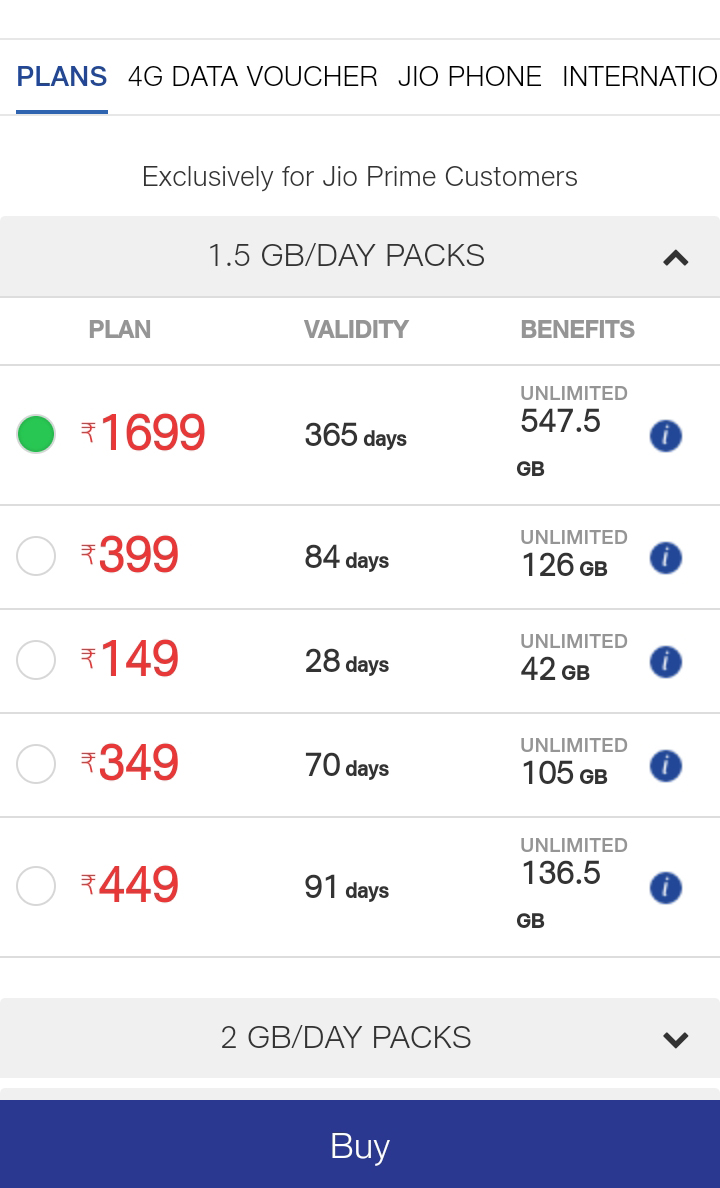 PLANS 4G DATA VOUCHER JIO PHONE INTERNATIO
Exclusively for Jio Prime Customers
1.5 GB/DAY PACKS
PLAN VALIDITY BENEFITS
UNLIMITED
₹1699 365 days 547.5
GB
UNLIMITED
₹399 84 days 126 GB
UNLIMITED
₹149 28 days 42 GB
UNLIMITED
₹349 70 days 105 GB
UNLIMITED
₹449 91 days 136.5
GB
2 GB/DAY PACKS
Buy